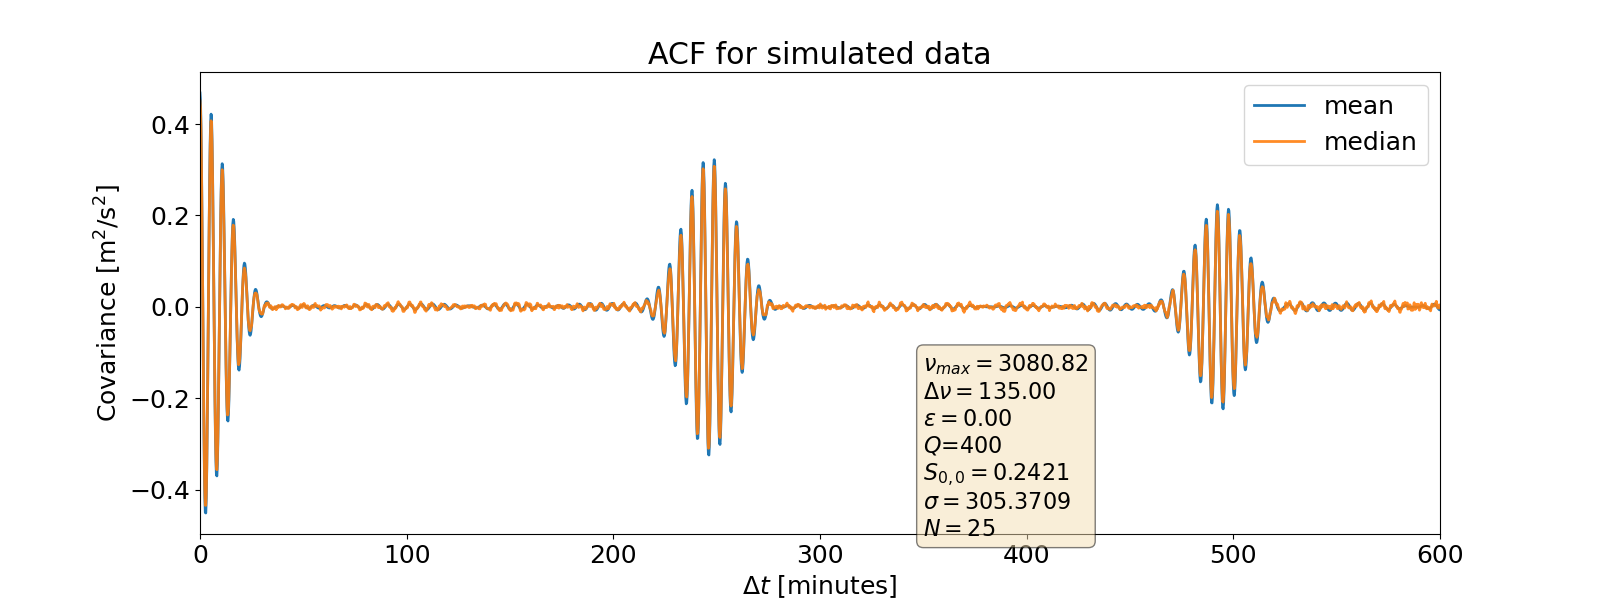 ACF for simulated data
mean
median
Covariance [m²/s²]
0.4
0.2
0.0
−0.2
−0.4
ν_max = 3080.82
Δν = 135.00
ε = 0.00
Q=400
S_0,0 = 0.2421
σ = 305.3709
N = 25
0 100 200 300 400 500 600
Δt [minutes]